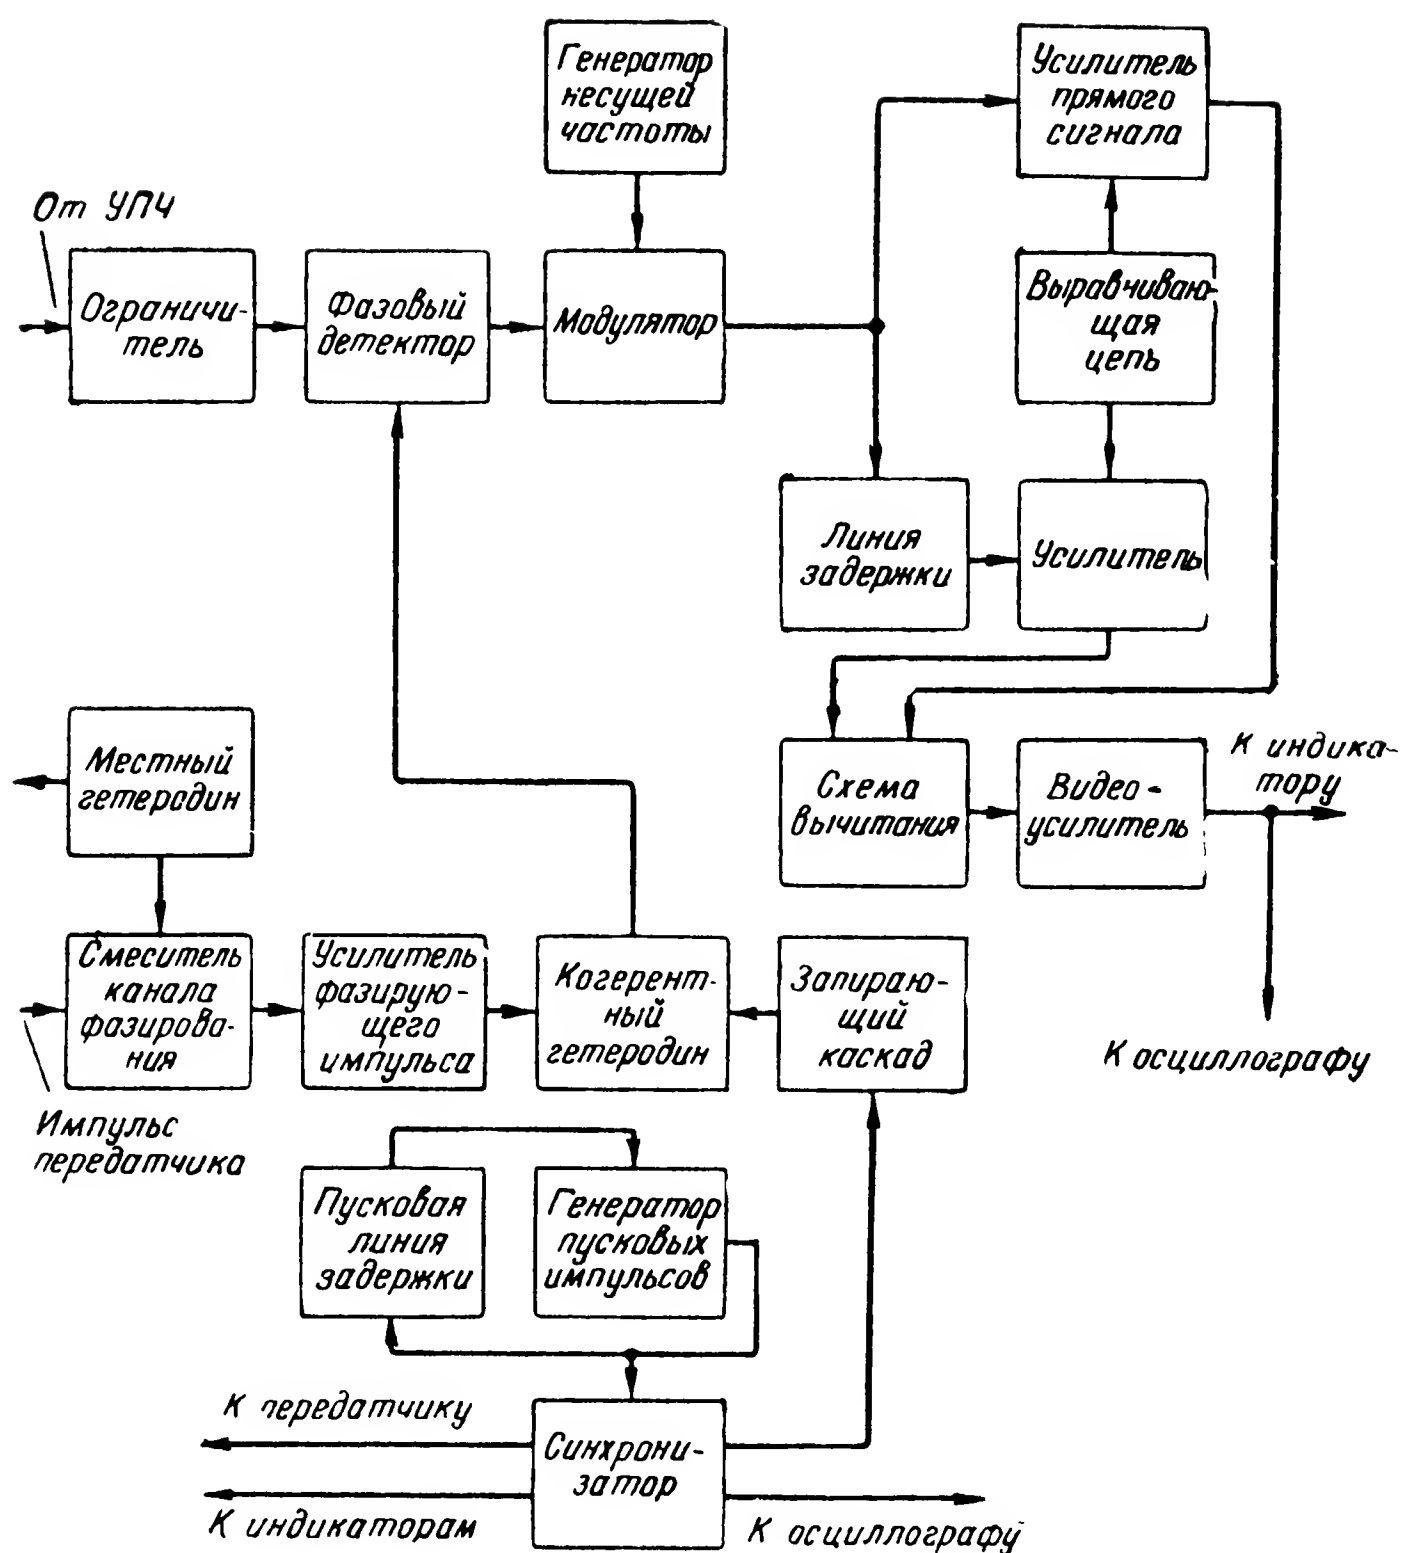 Генератор
несущей
частоты
Усилитель
прямого
сигнала
От УПЧ
Ограничи-
тель
Фазовый
детектор
Модулятор
Выравниваю-
щая
цепь
Линия
задержки
Усилитель
Местный
гетеродин
Схема
вычитания
Видео-
усилитель
К индика-
тору
Смеситель
канала
фазирова-
ния
Усилитель
фазирую-
щего
импульса
Когерент-
ный
гетеродин
Запираю-
щий
каскад
К осциллографу
Импульс
передатчика
Пусковая
линия
задержки
Генератор
пусковых
импульсов
К передатчику
Синхрони-
затор
К индикаторам
К осциллографу